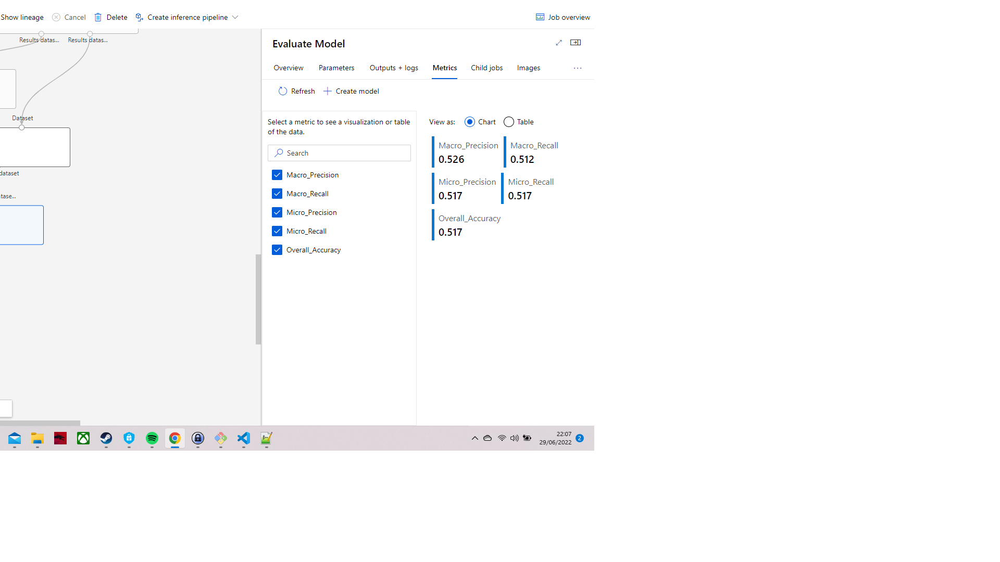 Show lineage
Cancel
Delete
Create inference pipeline
Job overview
Results datas...
Results datas...
Dataset
dataset
tase...
Evaluate Model
Overview
Parameters
Outputs + logs
Metrics
Child jobs
Images
Refresh
Create model
Select a metric to see a visualization or table
of the data.
Search
Macro_Precision
Macro_Recall
Micro_Precision
Micro_Recall
Overall_Accuracy
View as:
Chart
Table
Macro_Precision
0.526
Macro_Recall
0.512
Micro_Precision
0.517
Micro_Recall
0.517
Overall_Accuracy
0.517
22:07
29/06/2022
2